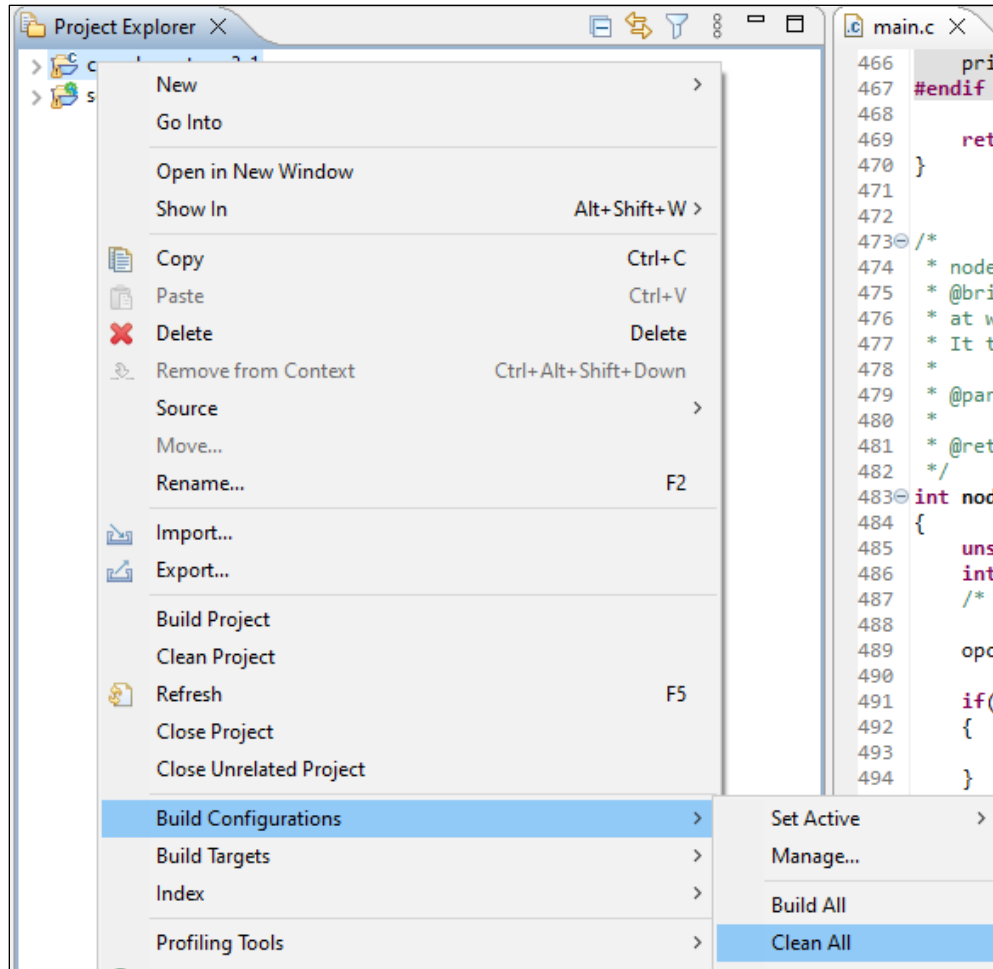 Project Explorer
main.c
New
Go Into
Open in New Window
Show In Alt+Shift+W
Copy Ctrl+C
Paste Ctrl+V
Delete Delete
Remove from Context Ctrl+Alt+Shift+Down
Source
Move...
Rename... F2
Import...
Export...
Build Project
Clean Project
Refresh F5
Close Project
Close Unrelated Project
Build Configurations
Build Targets
Index
Profiling Tools
Set Active
Manage...
Build All
Clean All
466 pri
467 #endif
468
469 ret
470 }
471
472
473 /*
474 * node
475 * @bri
476 * at w
477 * It t
478 *
479 * @par
480 *
481 * @ret
482 */
483 int nod
484 {
485 uns
486 int
487 /*
488
489 opc
490
491 if(
492 {
493
494 }